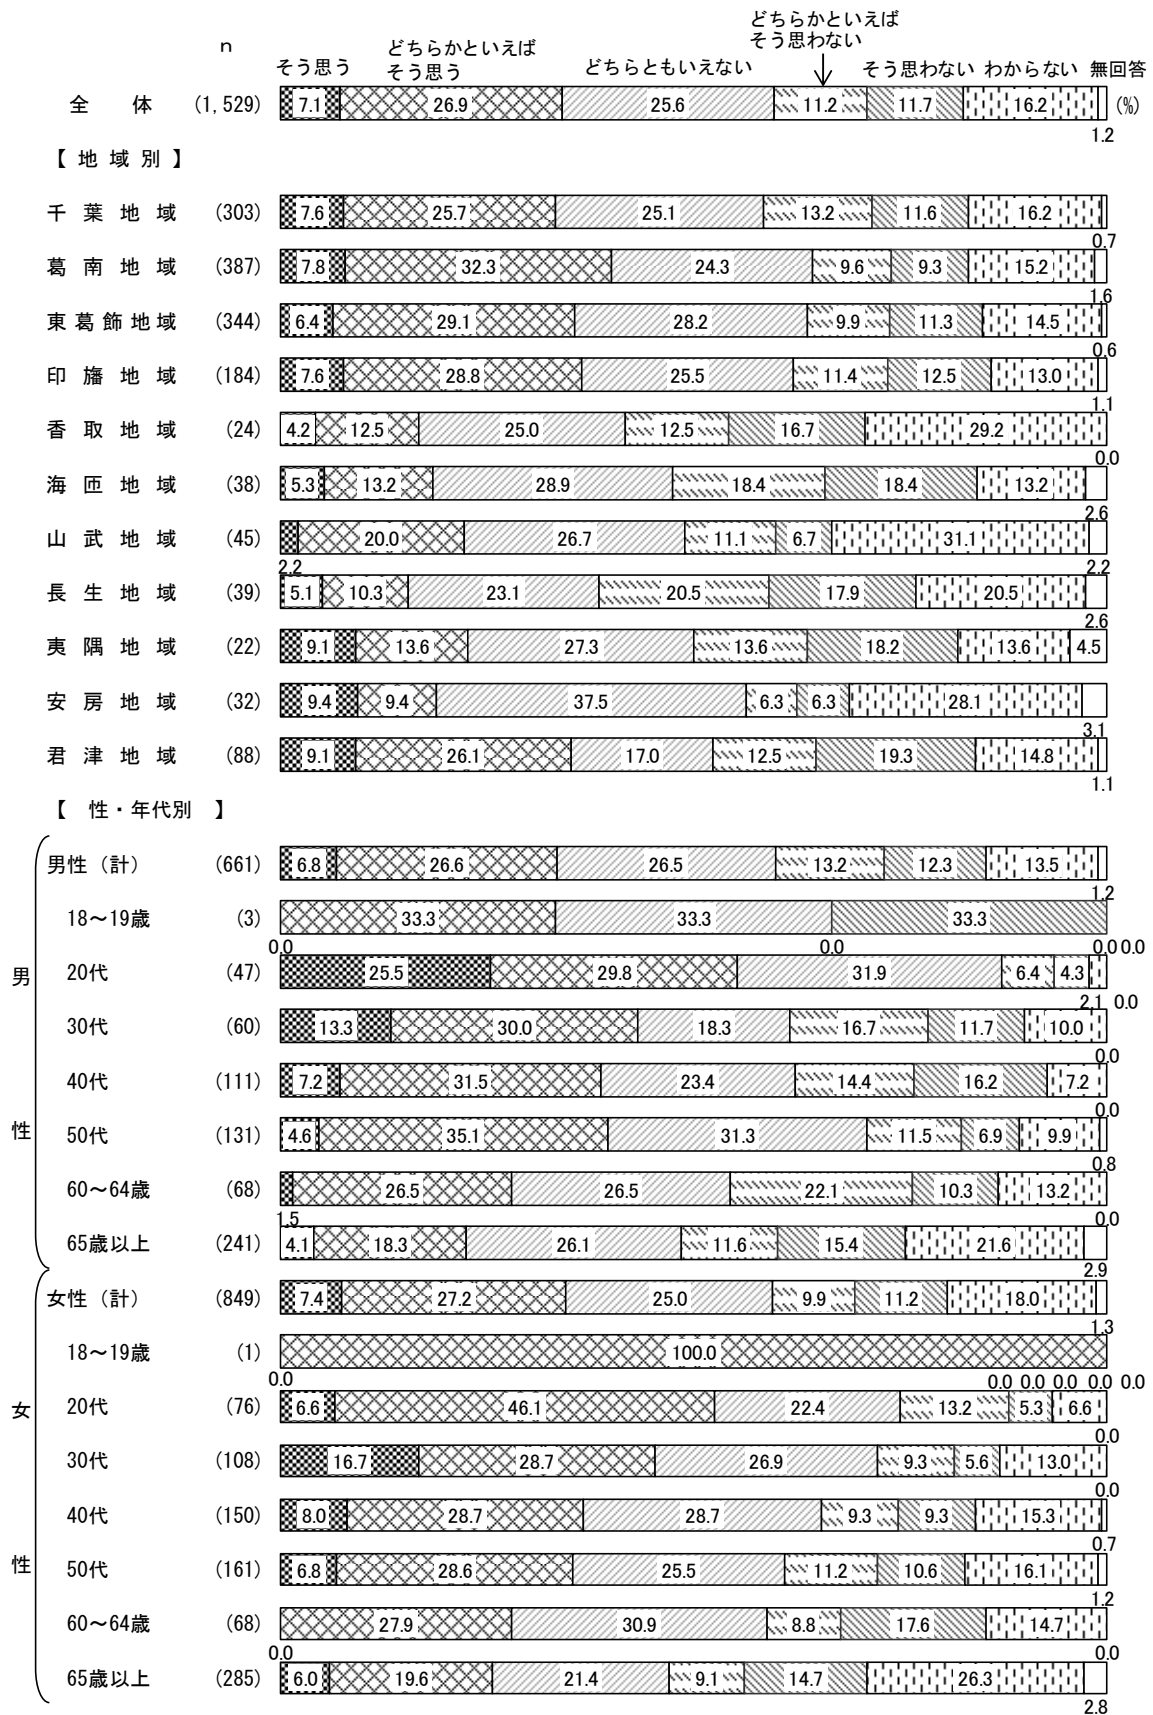 どちらかといえば
そう思わない
n
どちらかといえば
そう思う
そう思う どちらともいえない そう思わない わからない 無回答
全 体 (1,529) 7.1 26.9 25.6 11.2 11.7 16.2 (%)
1.2
【 地 域 別 】
千 葉 地 域 (303) 7.6 25.7 25.1 13.2 11.6 16.2
0.7
葛 南 地 域 (387) 7.8 32.3 24.3 9.6 9.3 15.2
1.6
東 葛 飾 地 域 (344) 6.4 29.1 28.2 9.9 11.3 14.5
0.6
印 旛 地 域 (184) 7.6 28.8 25.5 11.4 12.5 13.0
1.1
香 取 地 域 (24) 4.2 12.5 25.0 12.5 16.7 29.2
0.0
海 匝 地 域 (38) 5.3 13.2 28.9 18.4 18.4 13.2
2.6
山 武 地 域 (45) 20.0 26.7 11.1 6.7 31.1
2.2 2.2
長 生 地 域 (39) 5.1 10.3 23.1 20.5 17.9 20.5
2.6
夷 隅 地 域 (22) 9.1 13.6 27.3 13.6 18.2 13.6 4.5
安 房 地 域 (32) 9.4 9.4 37.5 6.3 6.3 28.1
3.1
君 津 地 域 (88) 9.1 26.1 17.0 12.5 19.3 14.8
1.1
【 性・年代別 】
男性（計） (661) 6.8 26.6 26.5 13.2 12.3 13.5
1.2
18～19歳 (3) 33.3 33.3 33.3
0.0 0.0 0.0 0.0
男
20代 (47) 25.5 29.8 31.9 6.4 4.3
2.1 0.0
30代 (60) 13.3 30.0 18.3 16.7 11.7 10.0
0.0
40代 (111) 7.2 31.5 23.4 14.4 16.2 7.2
0.0
性
50代 (131) 4.6 35.1 31.3 11.5 6.9 9.9
0.8
60～64歳 (68) 26.5 26.5 22.1 10.3 13.2
1.5 0.0
65歳以上 (241) 4.1 18.3 26.1 11.6 15.4 21.6
2.9
女性（計） (849) 7.4 27.2 25.0 9.9 11.2 18.0
1.3
18～19歳 (1) 100.0
0.0 0.0 0.0 0.0 0.0 0.0
女
20代 (76) 6.6 46.1 22.4 13.2 5.3 6.6
0.0
30代 (108) 16.7 28.7 26.9 9.3 5.6 13.0
0.0
40代 (150) 8.0 28.7 28.7 9.3 9.3 15.3
0.7
性
50代 (161) 6.8 28.6 25.5 11.2 10.6 16.1
1.2
60～64歳 (68) 27.9 30.9 8.8 17.6 14.7
0.0 0.0
65歳以上 (285) 6.0 19.6 21.4 9.1 14.7 26.3
2.8